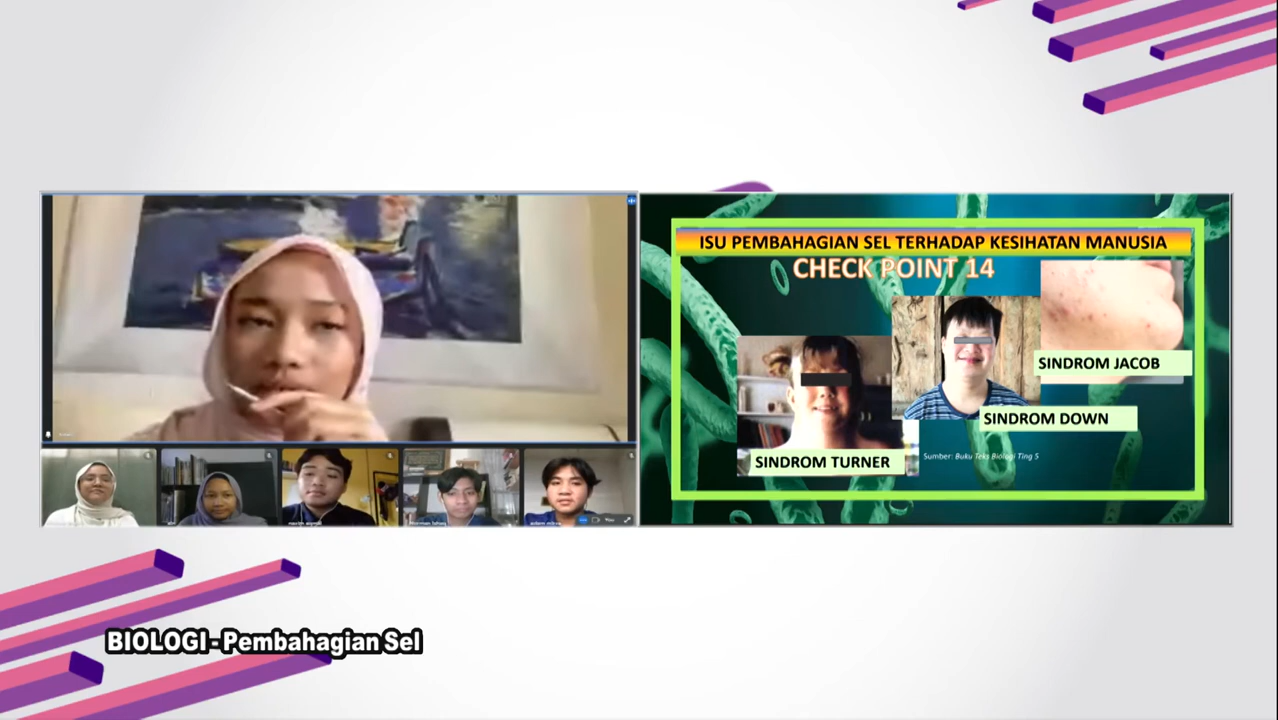 ISU PEMBAHAGIAN SEL TERHADAP KESIHATAN MANUSIA
CHECK POINT 14
SINDROM JACOB
SINDROM DOWN
SINDROM TURNER
Sumber: Buku Teks Biologi Ting 5
BIOLOGI - Pembahagian Sel